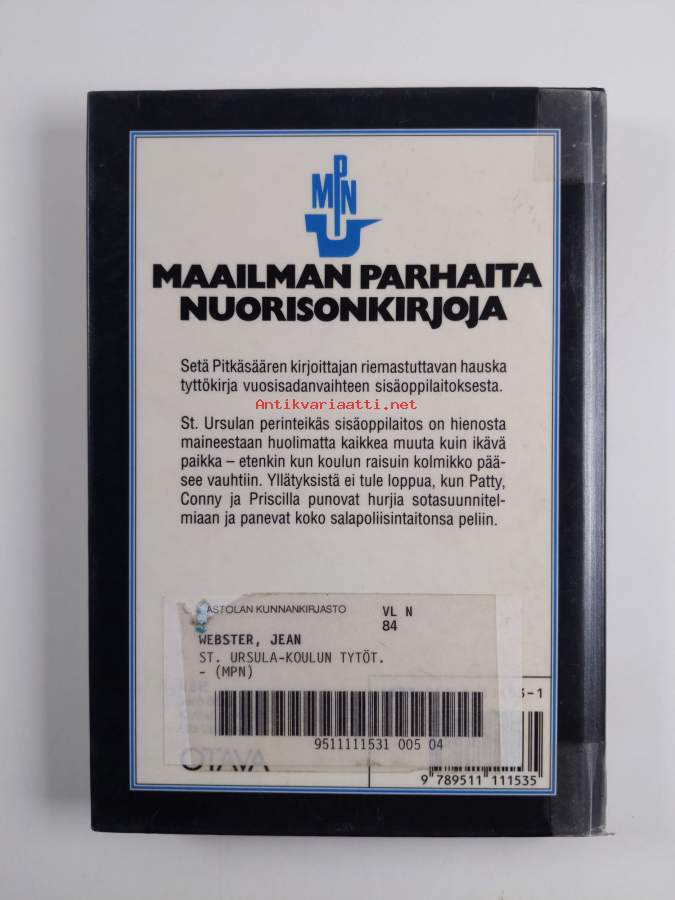 MPN
MAAILMAN PARHAITA
NUORISONKIRJOJA
Setä Pitkäsäären kirjoittajan riemastuttavan hauska
tyttökirja vuosisadanvaihteen sisäoppilaitoksesta.
Antikvariaatti.net
St. Ursulan perinteikäs sisäoppilaitos on hienosta
maineestaan huolimatta kaikkea muuta kuin ikävä
paikka – etenkin kun koulun raisuin kolmikko pää-
see vauhtiin. Yllätyksistä ei tule loppua, kun Patty,
Conny ja Priscilla punovat hurjia sotasuunnitel-
miaan ja panevat koko salapoliisintaitonsa peliin.
ASTOLAN KUNNANKIRJASTO VL N
84
WEBSTER, JEAN
ST. URSULA-KOULUN TYTÖT.
- (MPN)
3-1
9511111531 005 04
OTAVA
9 789511 111535